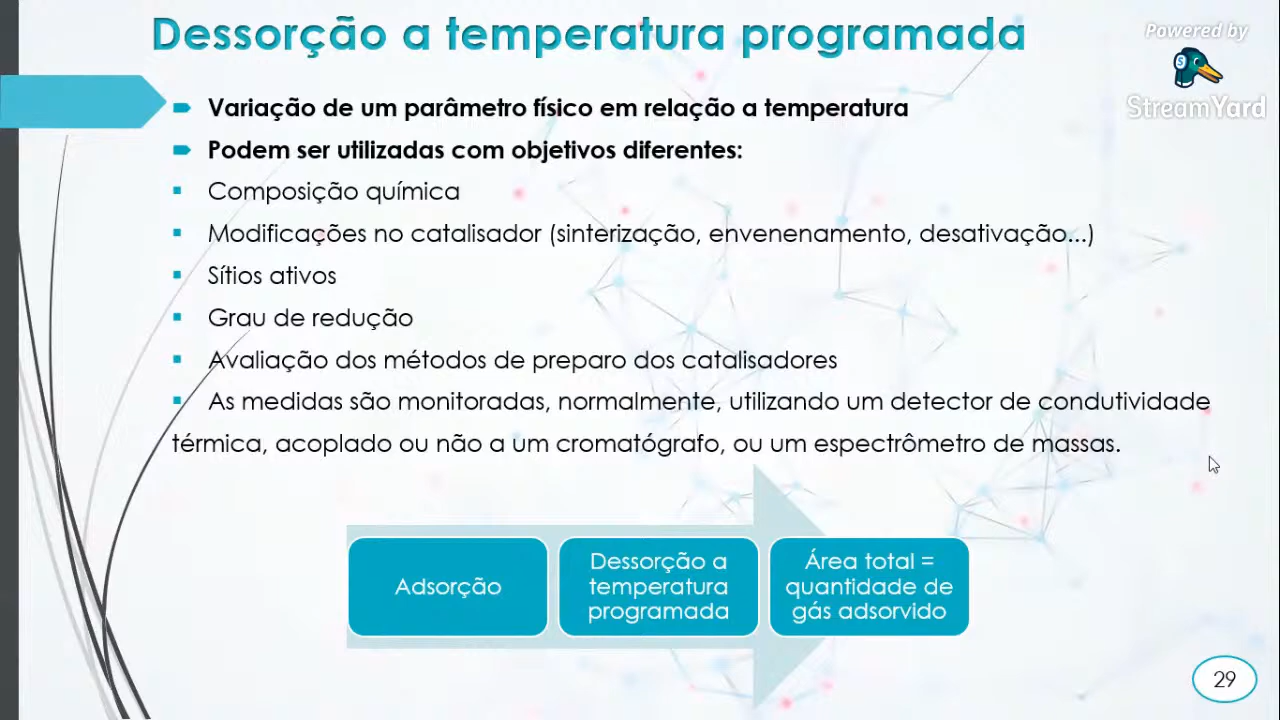 Dessorção a temperatura programada
Powered by
S
StreamYard
Variação de um parâmetro físico em relação a temperatura
Podem ser utilizadas com objetivos diferentes:
Composição química
Modificações no catalisador (sinterização, envenenamento, desativação...)
Sítios ativos
Grau de redução
Avaliação dos métodos de preparo dos catalisadores
As medidas são monitoradas, normalmente, utilizando um detector de condutividade
térmica, acoplado ou não a um cromatógrafo, ou um espectrômetro de massas.
Adsorção
Dessorção a
temperatura
programada
Área total =
quantidade de
gás adsorvido
29